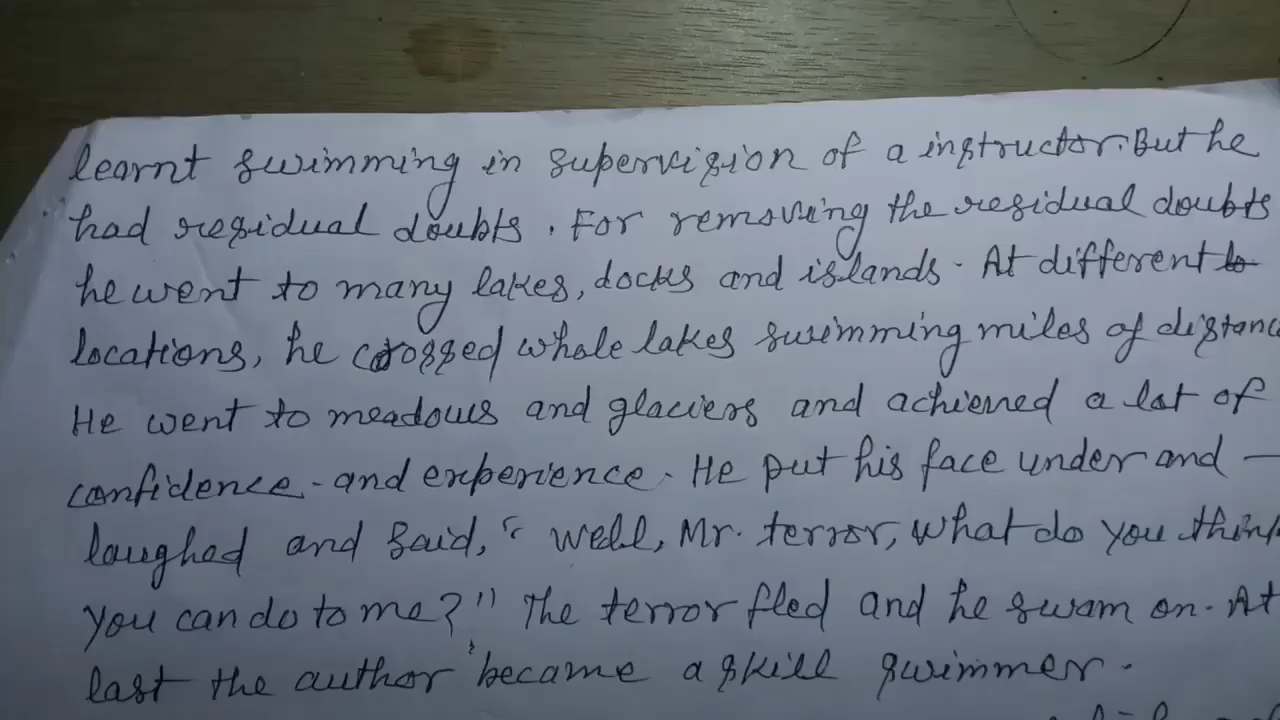 learnt swimming in supervision of a instructor. But he
had residual doubts. For removing the residual doubts
he went to many lakes, docks and islands. At different to
locations, he crossed whole lakes swimming miles of distanc
He went to meadows and glaciers and achieved a lot of
confidence - and experience. He put his face under and —
laughed and said, " well, Mr. terror, what do you think
you can do to me?" The terror fled and he swam on. At
last the author became a skill swimmer.